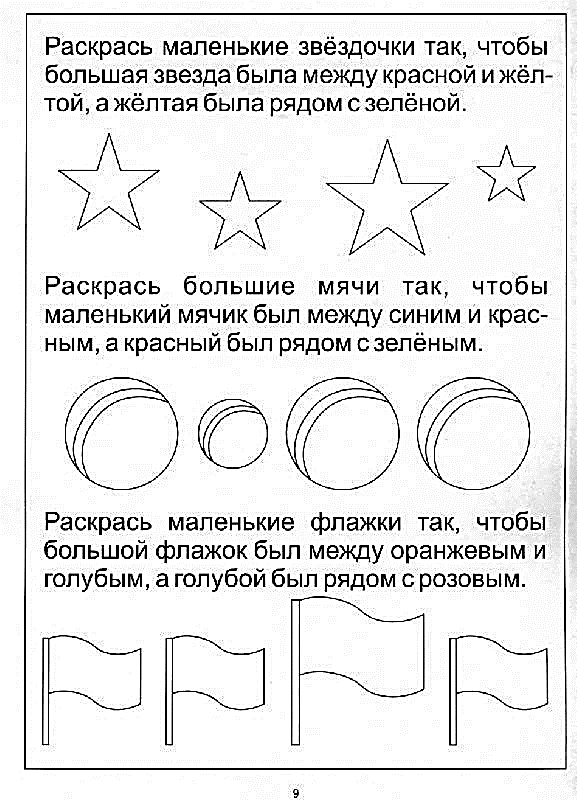 Раскрась маленькие звёздочки так, чтобы
большая звезда была между красной и жёл-
той, а жёлтая была рядом с зелёной.
Раскрась большие мячи так, чтобы
маленький мячик был между синим и крас-
ным, а красный был рядом с зелёным.
Раскрась маленькие флажки так, чтобы
большой флажок был между оранжевым и
голубым, а голубой был рядом с розовым.
9